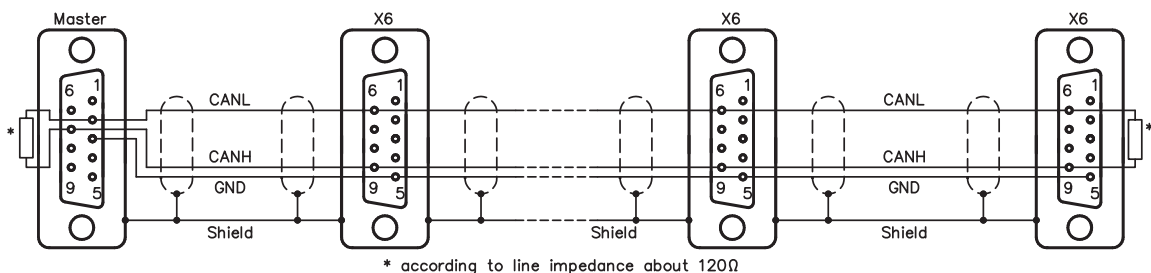 Master X6 X6 X6
6 1 6 1 6 1 6 1
CANL CANL
* *
CANH CANH
9 5 9 5 9 5 9 5
GND GND
Shield Shield Shield
* according to line impedance about 120Ω